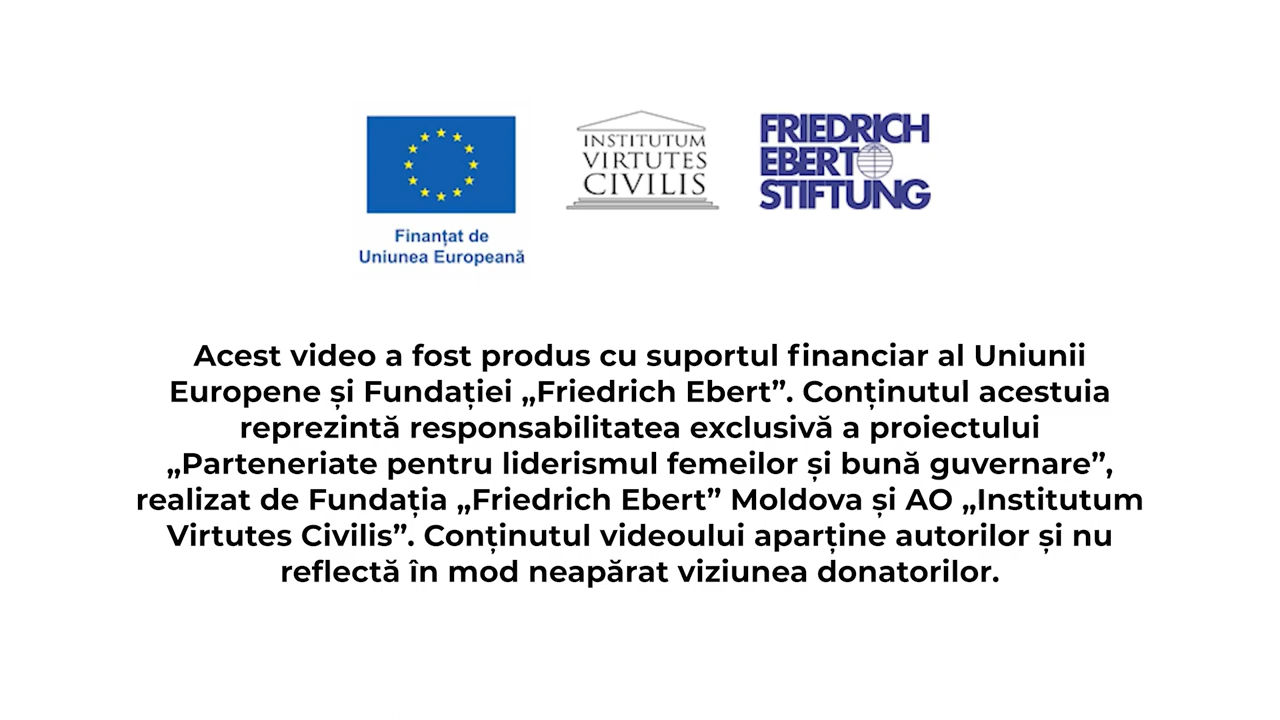 Finanțat de
Uniunea Europeană
INSTITUTUM
VIRTUTES
CIVILIS
FRIEDRICH
EBERT
STIFTUNG
Acest video a fost produs cu suportul financiar al Uniunii
Europene și Fundației „Friedrich Ebert”. Conținutul acestuia
reprezintă responsabilitatea exclusivă a proiectului
„Parteneriate pentru liderismul femeilor și bună guvernare”,
realizat de Fundația „Friedrich Ebert” Moldova și AO „Institutum
Virtutes Civilis”. Conținutul videoului aparține autorilor și nu
reflectă în mod neapărat viziunea donatorilor.